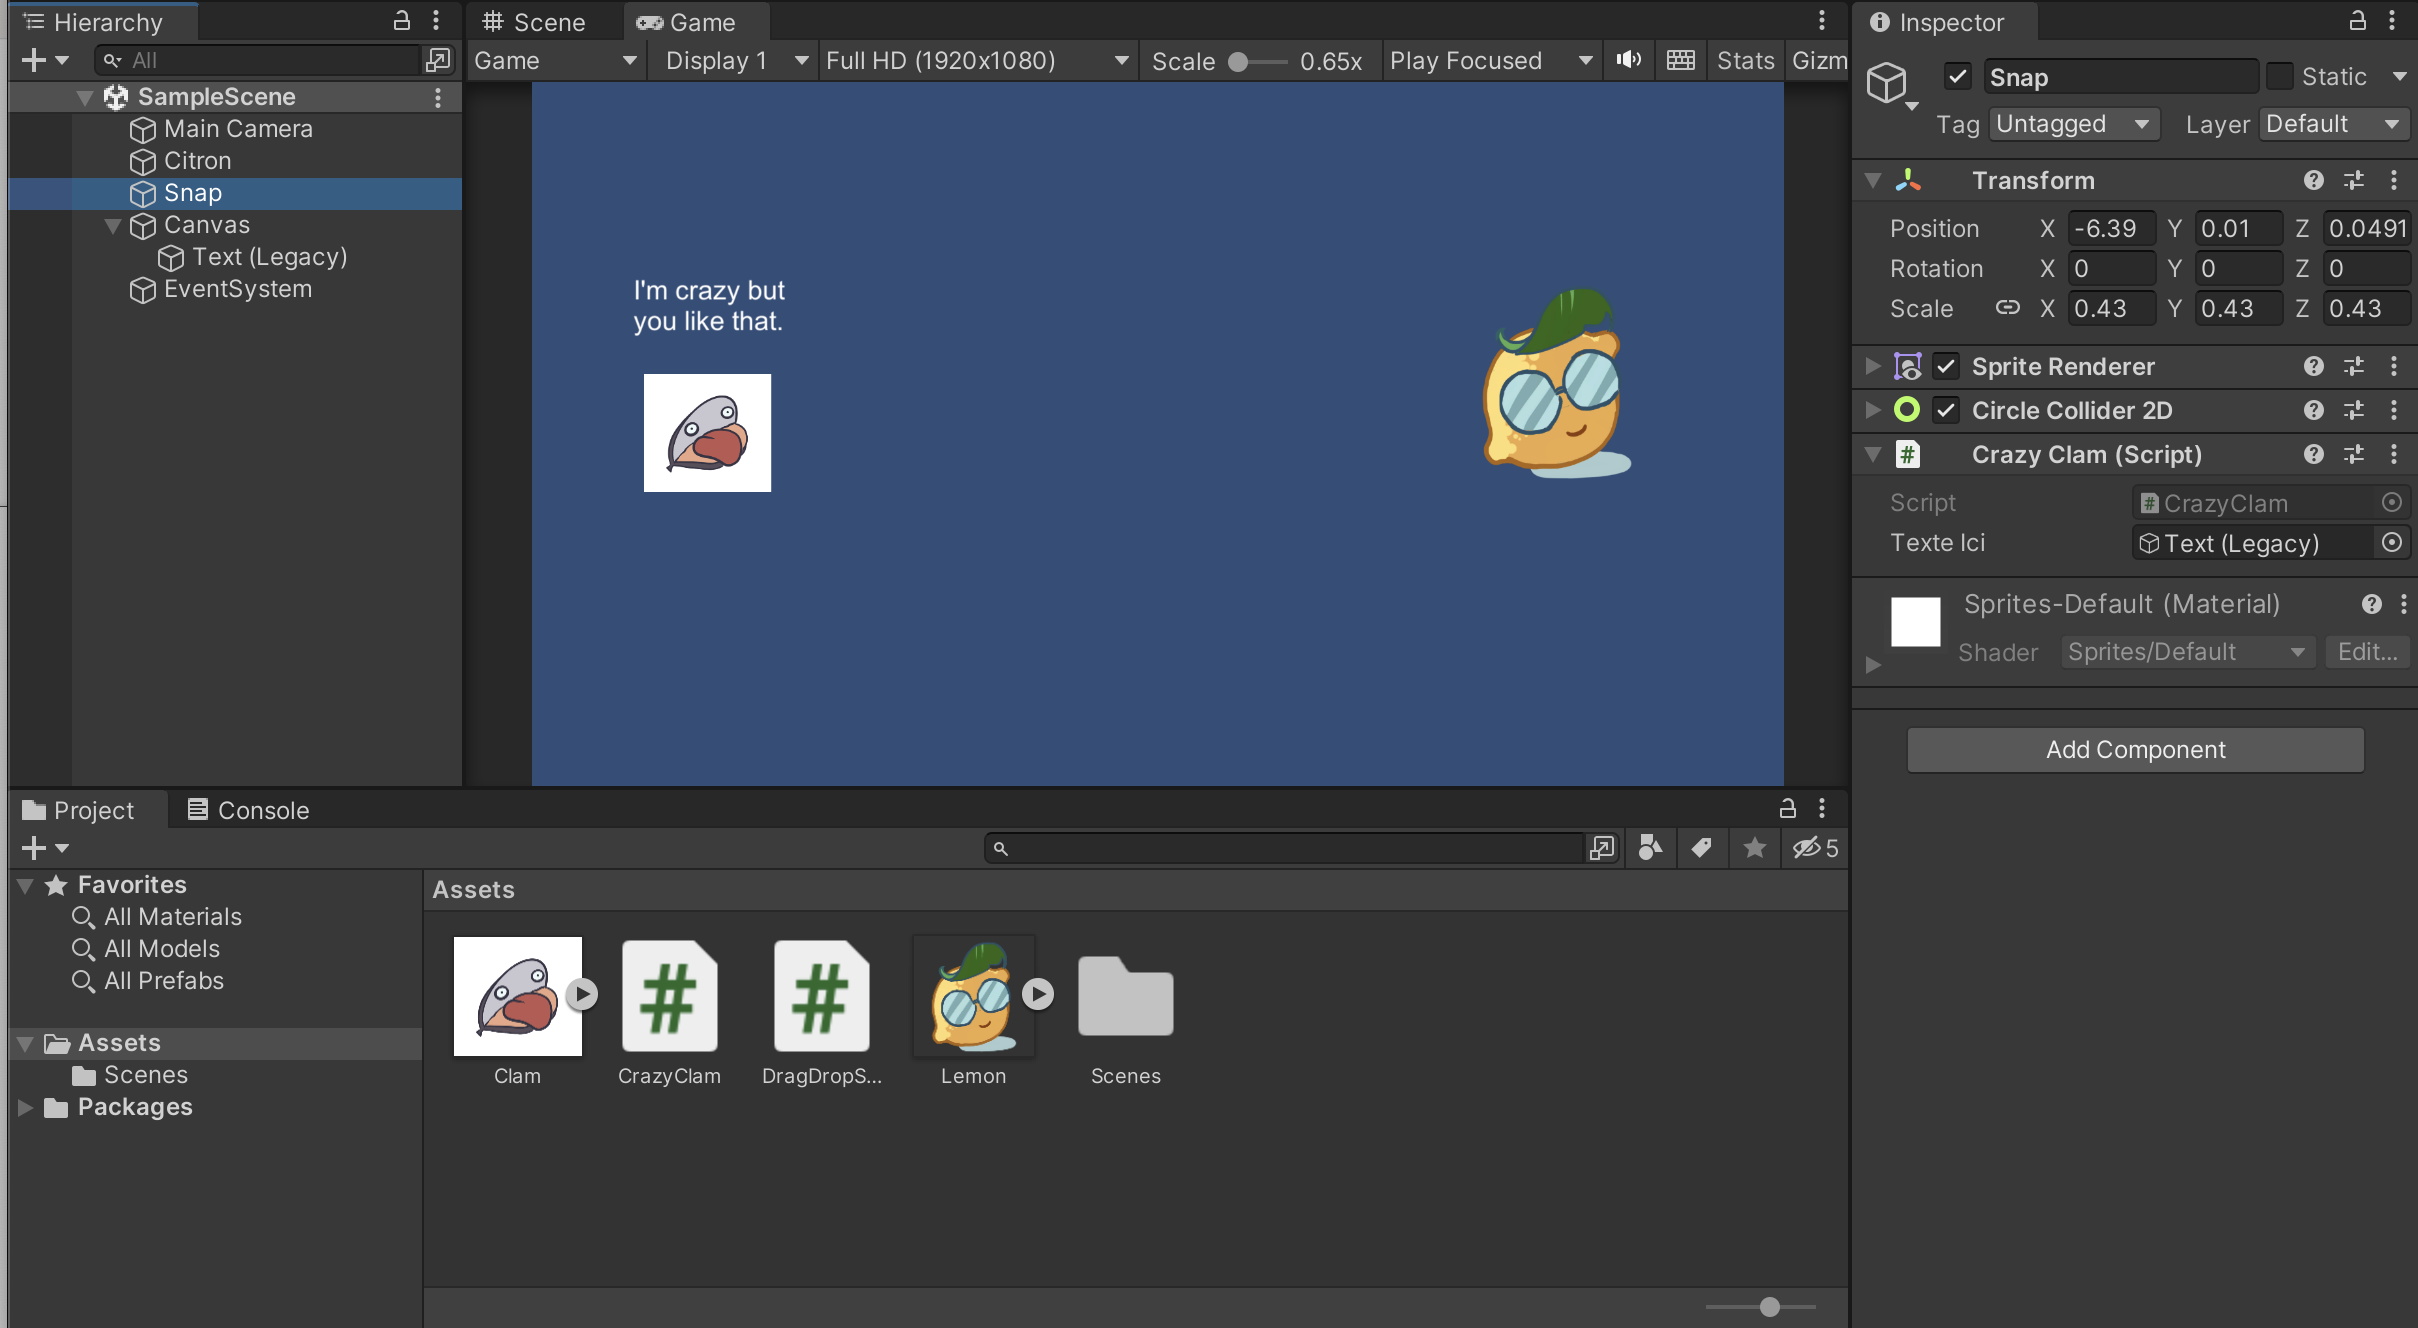 Hierarchy
All
SampleScene
Main Camera
Citron
Snap
Canvas
Text (Legacy)
EventSystem
Scene
Game
Game
Display 1
Full HD (1920x1080)
Scale
0.65x
Play Focused
Stats
Gizm
I'm crazy but
you like that.
Inspector
Snap
Static
Tag
Untagged
Layer
Default
Transform
Position X -6.39 Y 0.01 Z 0.0491
Rotation X 0 Y 0 Z 0
Scale X 0.43 Y 0.43 Z 0.43
Sprite Renderer
Circle Collider 2D
# Crazy Clam (Script)
Script # CrazyClam
Texte Ici Text (Legacy)
Sprites-Default (Material)
Shader Sprites/Default Edit...
Add Component
Project
Console
5
Favorites
All Materials
All Models
All Prefabs
Assets
Scenes
Packages
Assets
# #
Clam CrazyClam DragDropS... Lemon Scenes